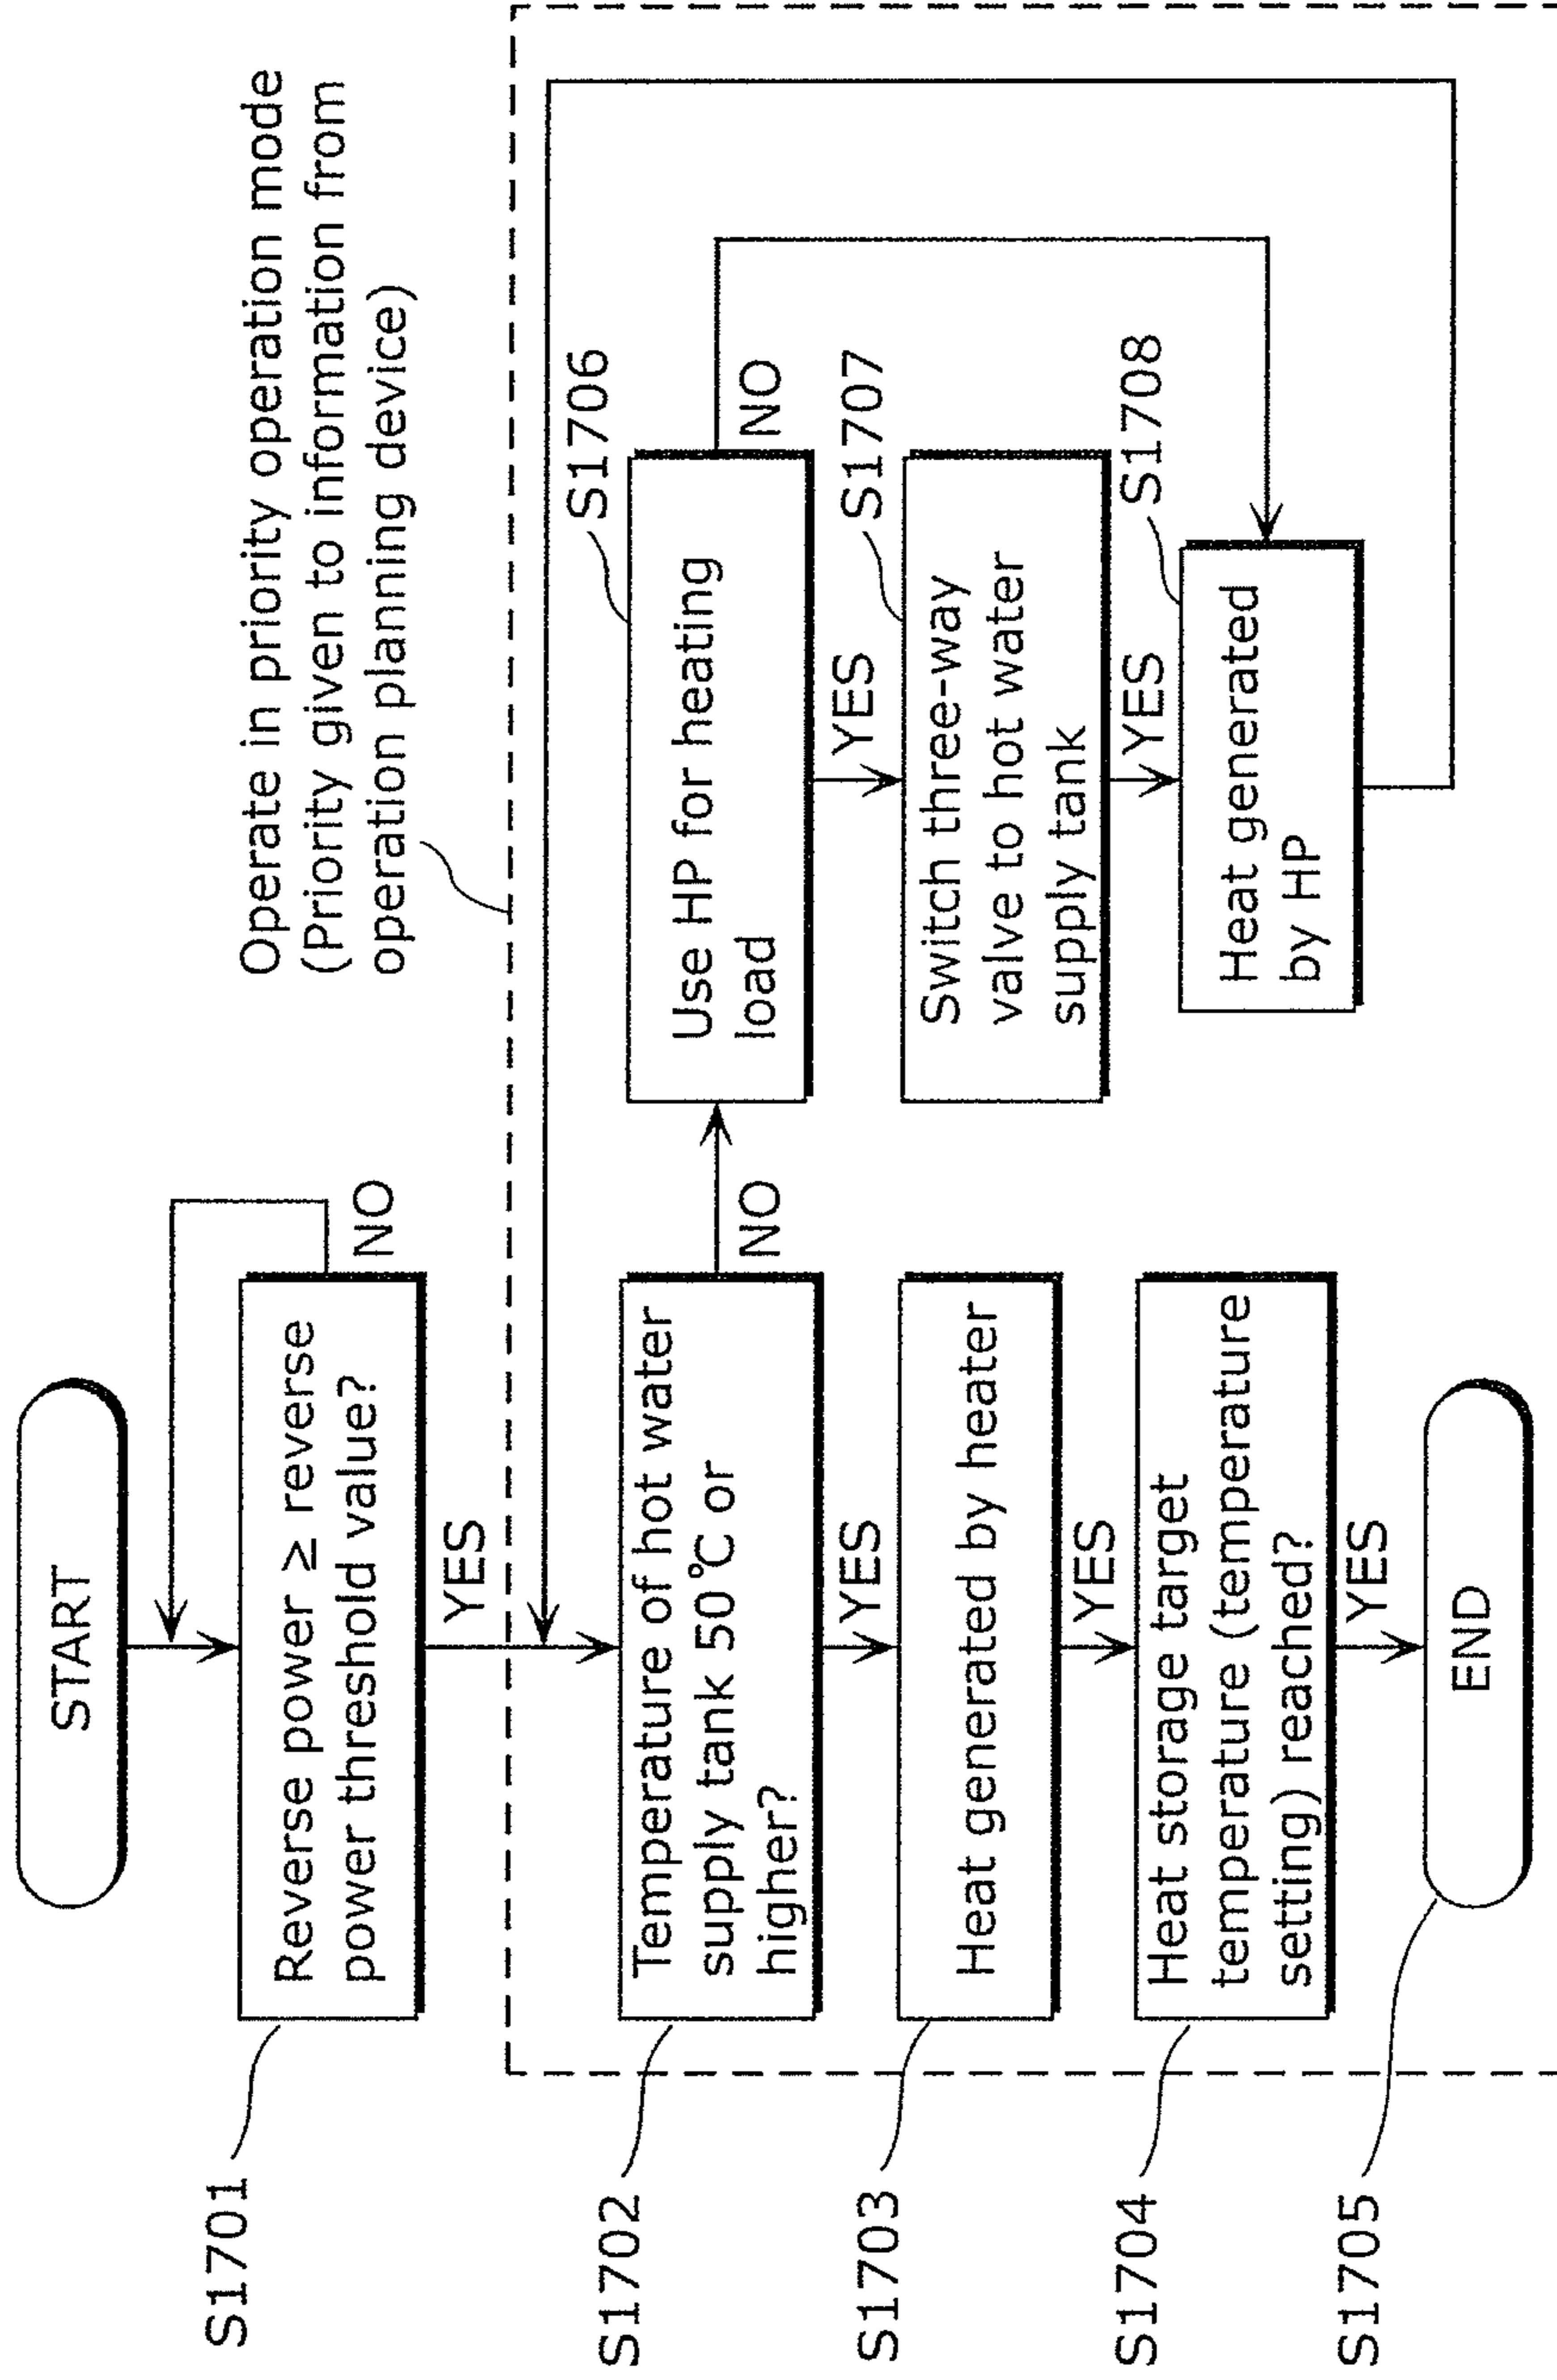 START
S1701
Reverse power ≥ reverse
power threshold value?
NO
YES
Operate in priority operation mode
(Priority given to information from
operation planning device)
S1702
Temperature of hot water
supply tank 50°C or
higher?
NO
YES
S1706
Use HP for heating
load
NO
YES
S1703
Heat generated by heater
YES
S1707
Switch three-way
valve to hot water
supply tank
YES
S1704
Heat storage target
temperature (temperature
setting) reached?
YES
S1708
Heat generated
by HP
S1705
END